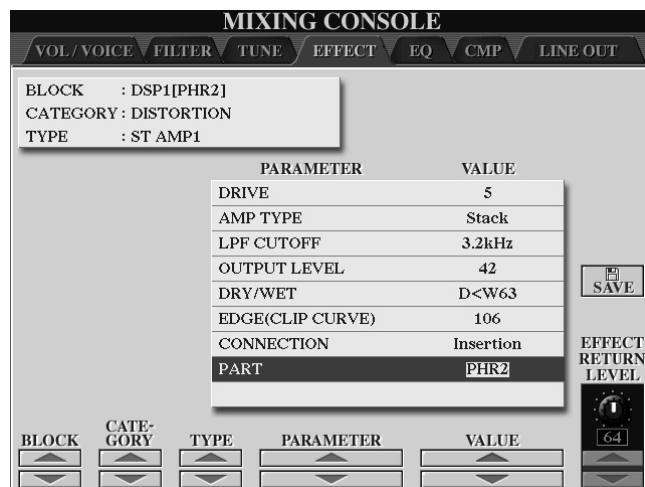 MIXING CONSOLE
VOL / VOICE FILTER TUNE EFFECT EQ CMP LINE OUT
BLOCK : DSP1[PHR2]
CATEGORY : DISTORTION
TYPE : ST AMP1
PARAMETER VALUE
DRIVE 5
AMP TYPE Stack
LPF CUTOFF 3.2kHz
OUTPUT LEVEL 42
DRY/WET D<W63
EDGE(CLIP CURVE) 106
CONNECTION Insertion
PART PHR2
SAVE
EFFECT
RETURN
LEVEL
64
BLOCK CATE-
GORY TYPE PARAMETER VALUE